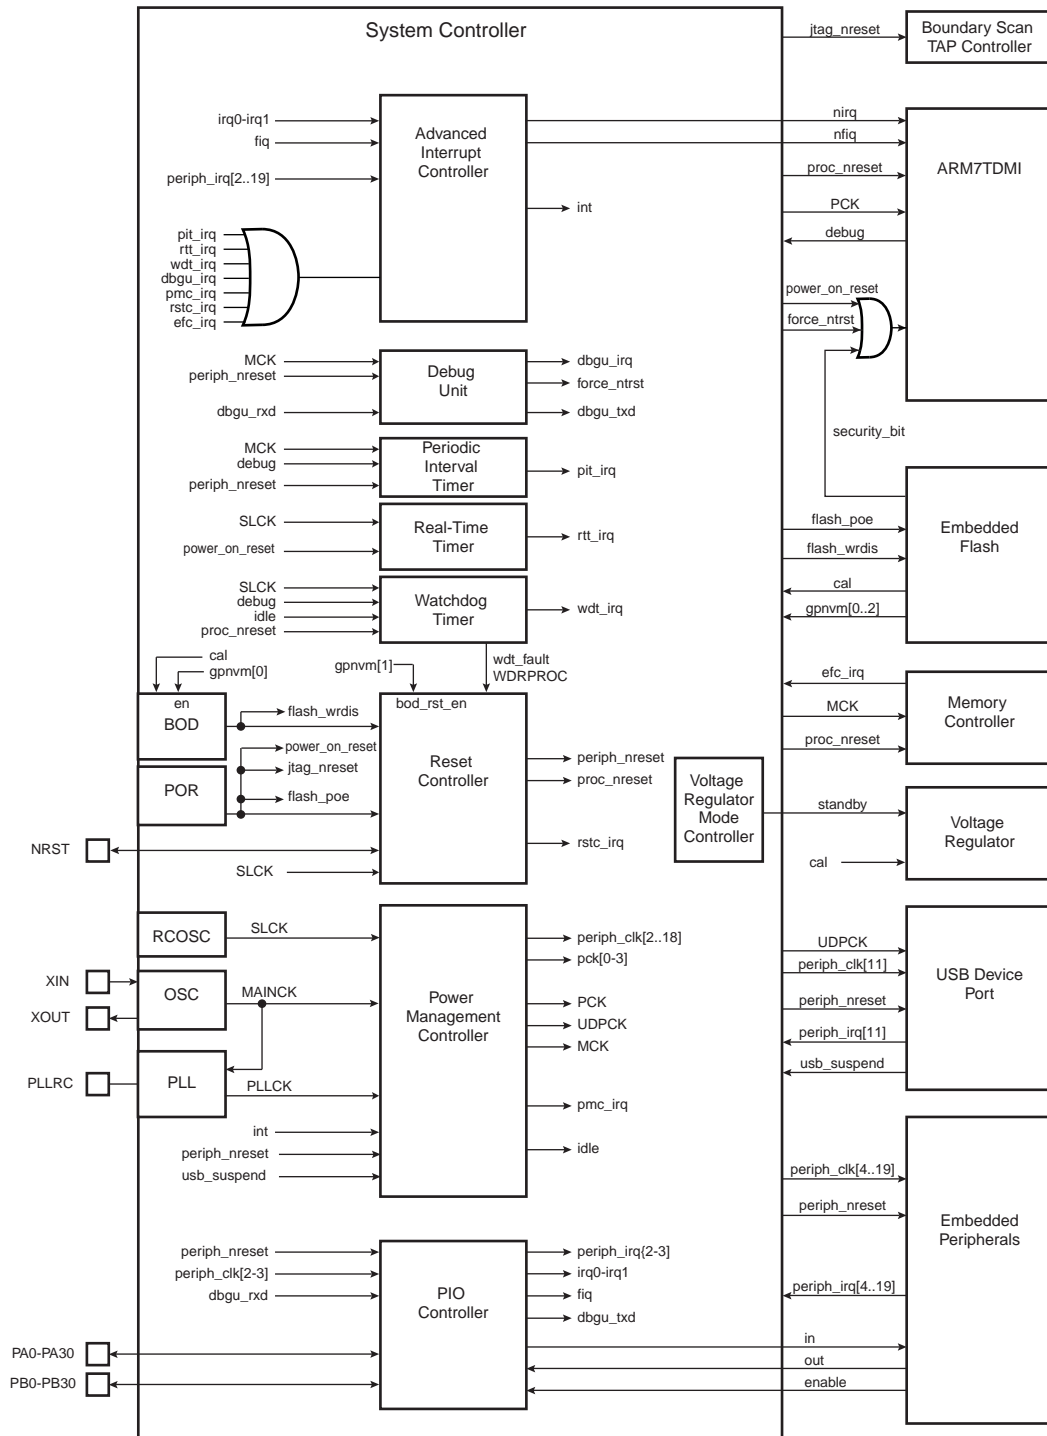 System Controller
jtag_nreset
Boundary Scan
TAP Controller
irq0-irq1
fiq
periph_irq[2..19]
Advanced
Interrupt
Controller
int
nirq
nfiq
proc_nreset
PCK
debug
ARM7TDMI
pit_irq
rtt_irq
wdt_irq
dbgu_irq
pmc_irq
rstc_irq
efc_irq
power_on_reset
force_ntrst
security_bit
MCK
periph_nreset
dbgu_rxd
Debug
Unit
dbgu_irq
force_ntrst
dbgu_txd
MCK
debug
periph_nreset
Periodic
Interval
Timer
pit_irq
SLCK
power_on_reset
Real-Time
Timer
rtt_irq
flash_poe
flash_wrdis
cal
gpnvm[0..2]
Embedded
Flash
SLCK
debug
idle
proc_nreset
Watchdog
Timer
wdt_irq
wdt_fault
WDRPROC
cal
gpnvm[0]
gpnvm[1]
en
BOD
flash_wrdis
bod_rst_en
Reset
Controller
POR
power_on_reset
jtag_nreset
flash_poe
periph_nreset
proc_nreset
rstc_irq
NRST
SLCK
efc_irq
MCK
proc_nreset
Memory
Controller
Voltage
Regulator
Mode
Controller
standby
cal
Voltage
Regulator
RCOSC
SLCK
XIN
XOUT
OSC
MAINCK
PLLRC
PLL
PLLCK
int
periph_nreset
usb_suspend
Power
Management
Controller
periph_clk[2..18]
pck[0-3]
PCK
UDPCK
MCK
pmc_irq
idle
UDPCK
periph_clk[11]
periph_nreset
periph_irq[11]
usb_suspend
USB Device
Port
periph_clk[4..19]
periph_nreset
periph_irq[4..19]
in
out
enable
Embedded
Peripherals
periph_nreset
periph_clk[2-3]
dbgu_rxd
PIO
Controller
periph_irq{2-3]
irq0-irq1
fiq
dbgu_txd
PA0-PA30
PB0-PB30